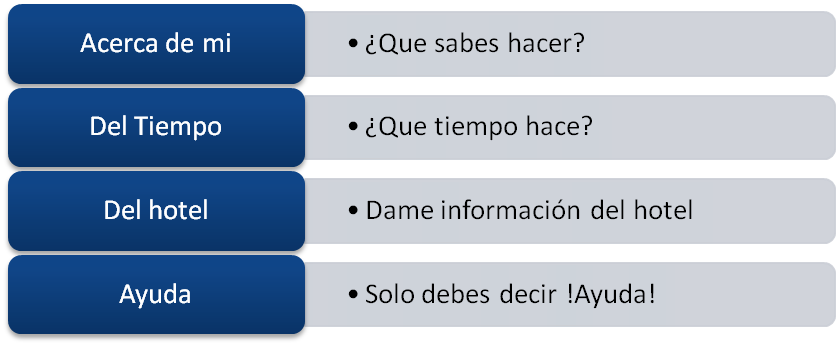 Acerca de mi
• ¿Que sabes hacer?
Del Tiempo
• ¿Que tiempo hace?
Del hotel
• Dame información del hotel
Ayuda
• Solo debes decir !Ayuda!